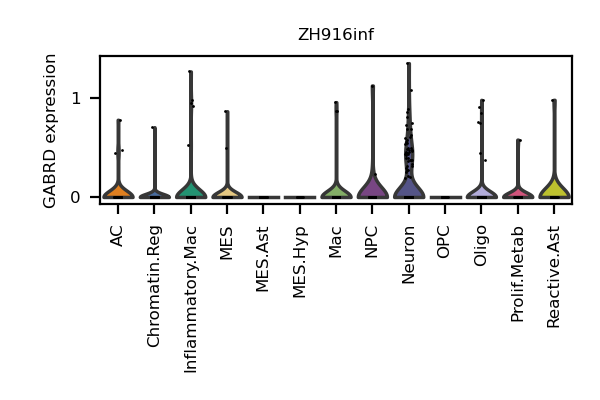 ZH916inf
GABRD expression
1
0
AC
Chromatin.Reg
Inflammatory.Mac
MES
MES.Ast
MES.Hyp
Mac
NPC
Neuron
OPC
Oligo
Prolif.Metab
Reactive.Ast